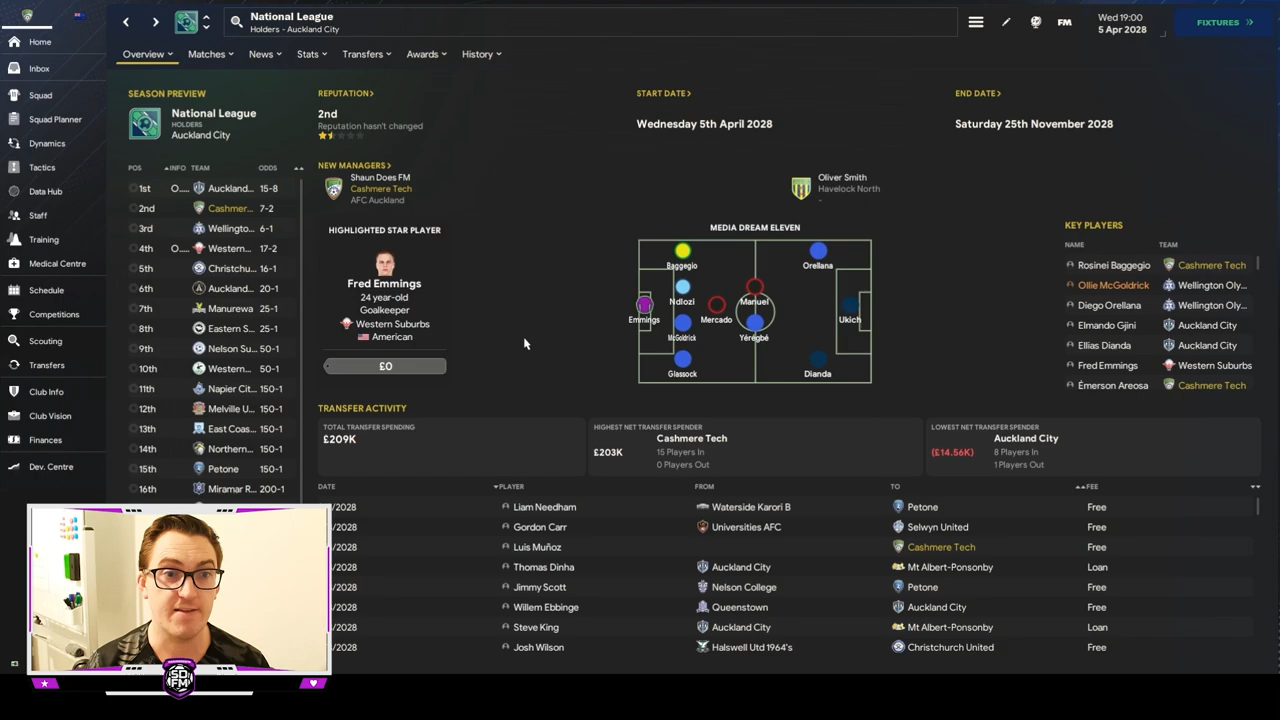 National League
Holders - Auckland City
FM
Wed 19:00
5 Apr 2028
FIXTURES
Overview
Matches
News
Stats
Transfers
Awards
History
Home
Inbox
Squad
Squad Planner
Dynamics
Tactics
Data Hub
Staff
Training
Medical Centre
Schedule
Competitions
Scouting
Transfers
Club Info
Club Vision
Finances
Dev. Centre
SEASON PREVIEW
National League
HOLDERS
Auckland City
POS INFO TEAM ODDS
1st O.... Auckland... 15-8
2nd Cashmer... 7-2
3rd Wellingto... 6-1
4th O.... Western... 17-2
5th Christchu... 16-1
6th Auckland... 20-1
7th Manurewa 25-1
8th Eastern S... 25-1
9th Nelson Su... 50-1
10th Western... 50-1
11th Napier Cit... 150-1
12th Melville U... 150-1
13th East Coas... 150-1
14th Northern... 150-1
15th Petone 150-1
16th Miramar R... 200-1
REPUTATION
2nd
Reputation hasn't changed
START DATE
Wednesday 5th April 2028
END DATE
Saturday 25th November 2028
NEW MANAGERS
Shaun Does FM
Cashmere Tech
AFC Auckland
Oliver Smith
Havelock North
-
HIGHLIGHTED STAR PLAYER
Fred Emmings
24 year-old
Goalkeeper
Western Suburbs
American
£0
MEDIA DREAM ELEVEN
Baggegio
Orellana
Ndlozi
Manuel
Emmings
Mercado
Ukich
McGoldrick
Yérégbé
Glassock
Dianda
KEY PLAYERS
NAME TEAM
Rosinei Baggegio Cashmere Tech
Ollie McGoldrick Wellington Oly...
Diego Orellana Wellington Oly...
Elmando Gjini Auckland City
Ellias Dianda Auckland City
Fred Emmings Western Suburbs
Émerson Areosa Cashmere Tech
TRANSFER ACTIVITY
TOTAL TRANSFER SPENDING
£209K
HIGHEST NET TRANSFER SPENDER
£203K
Cashmere Tech
15 Players In
0 Players Out
LOWEST NET TRANSFER SPENDER
(£14.56K)
Auckland City
8 Players In
1 Players Out
DATE PLAYER FROM TO FEE
/2028 Liam Needham Waterside Karori B Petone Free
/2028 Gordon Carr Universities AFC Selwyn United Free
/2028 Luis Muñoz Cashmere Tech Free
/2028 Thomas Dinha Auckland City Mt Albert-Ponsonby Loan
/2028 Jimmy Scott Nelson College Petone Free
/2028 Willem Ebbinge Queenstown Auckland City Free
/2028 Steve King Auckland City Mt Albert-Ponsonby Loan
/2028 Josh Wilson Halswell Utd 1964's Christchurch United Free
SD
FM